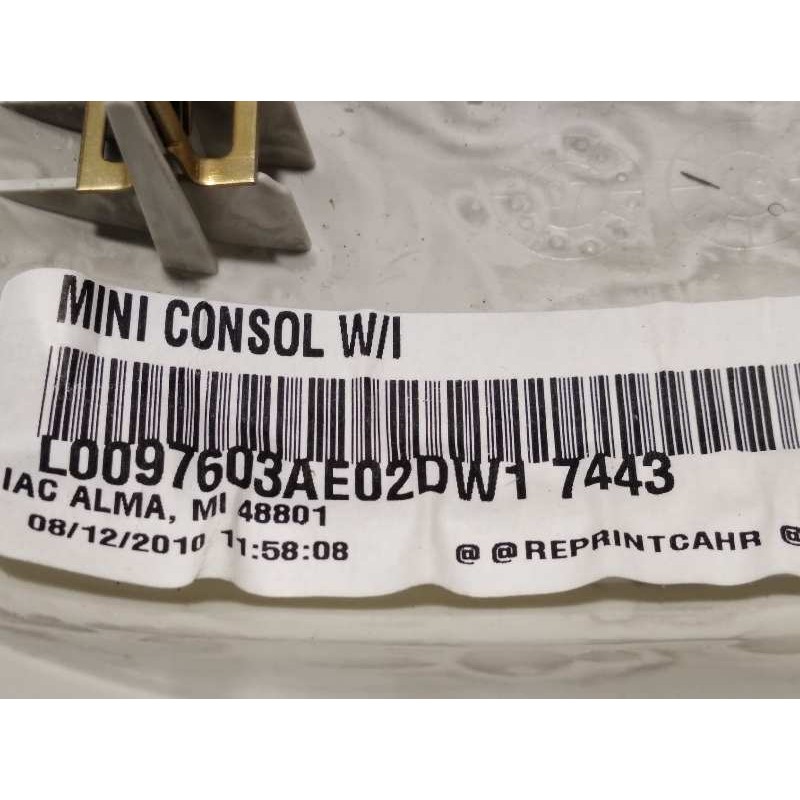 MINI CONSOL W/I
L0097603AE02DW1 7443
IAC ALMA, MI 48801
08/12/2010 11:58:08 @ @REPRINTCAHR @